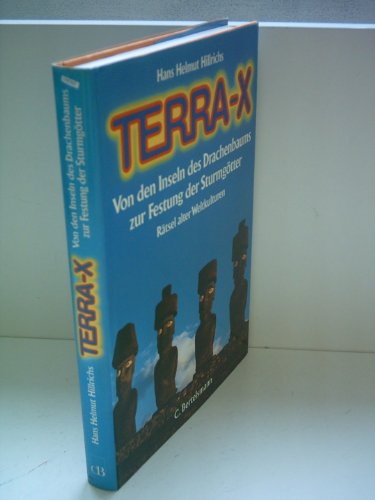 Hans Helmut Hillrichs
TERRA-X
Von den Inseln des Drachenbaums
zur Festung der Sturmgötter
Rätsel alter Weltkulturen
C. Bertelsmann
Hans Helmut Hillrichs
TERRA-X
Von den Inseln des Drachenbaums
zur Festung der Sturmgötter
CB